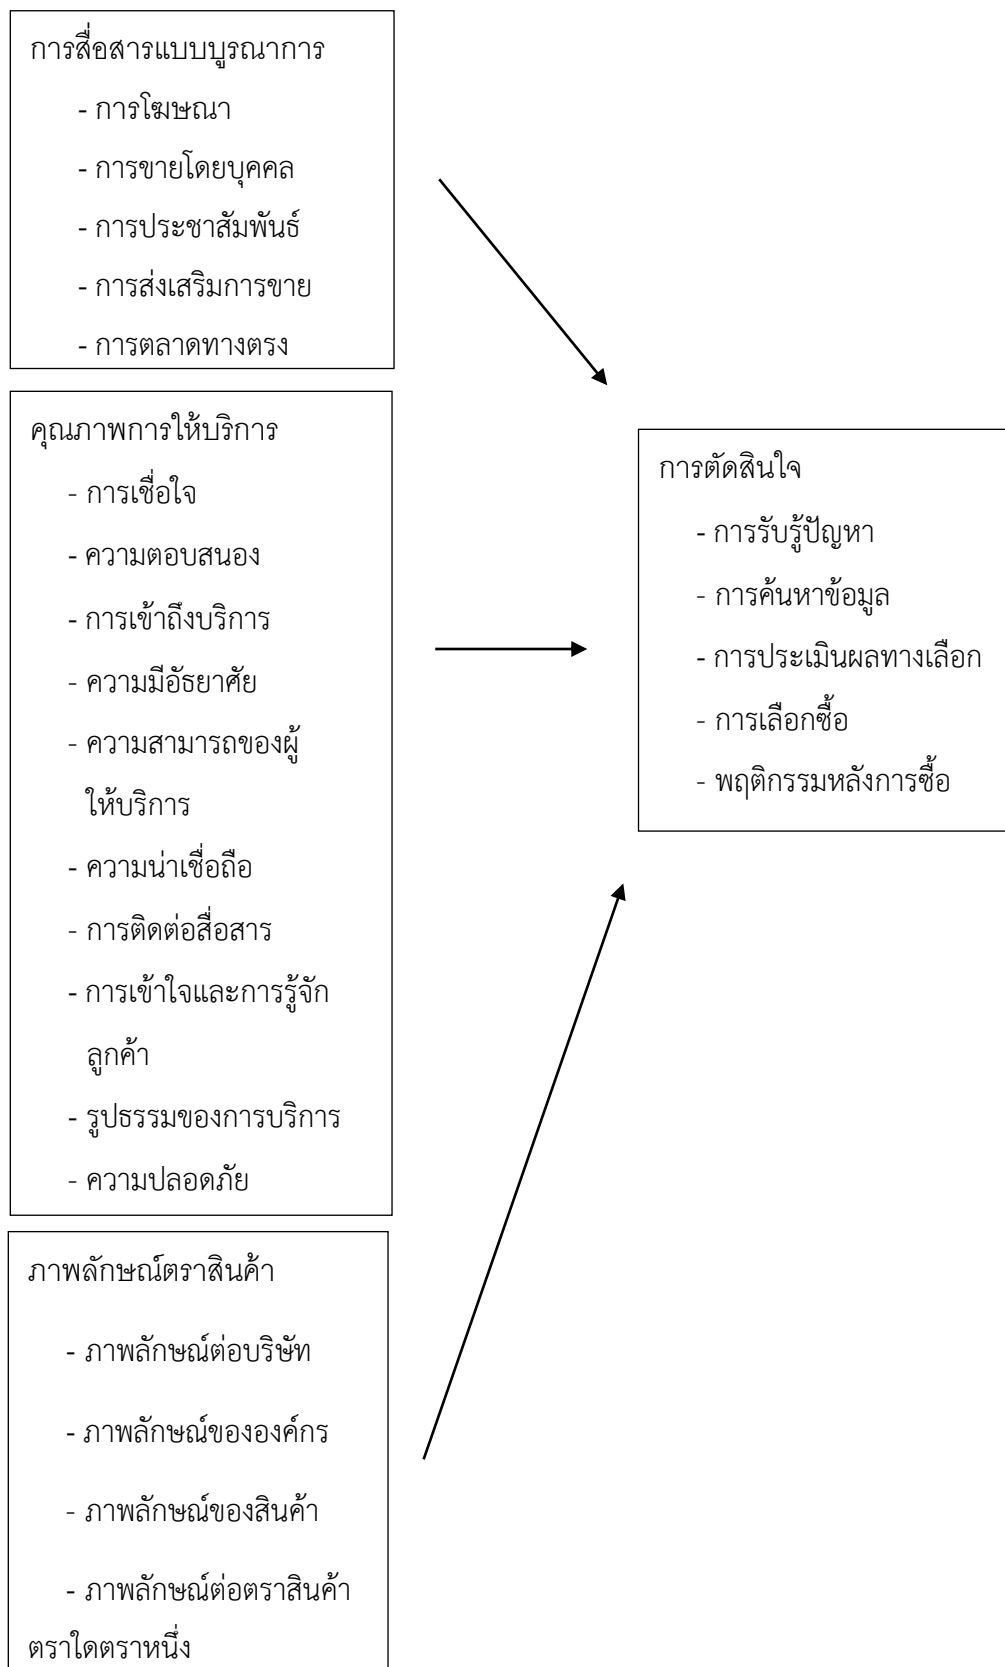 การสื่อสารแบบบูรณาการ
- การโฆษณา
- การขายโดยบุคคล
- การประชาสัมพันธ์
- การส่งเสริมการขาย
- การตลาดทางตรง
คุณภาพการให้บริการ
- การเชื่อใจ
- ความตอบสนอง
- การเข้าถึงบริการ
- ความมีอัธยาศัย
- ความสามารถของผู้
ให้บริการ
- ความน่าเชื่อถือ
- การติดต่อสื่อสาร
- การเข้าใจและการรู้จัก
ลูกค้า
- รูปธรรมของการบริการ
- ความปลอดภัย
ภาพลักษณ์ตราสินค้า
- ภาพลักษณ์ต่อบริษัท
- ภาพลักษณ์ขององค์กร
- ภาพลักษณ์ของสินค้า
- ภาพลักษณ์ต่อตราสินค้า
ตราใดตราหนึ่ง
การตัดสินใจ
- การรับรู้ปัญหา
- การค้นหาข้อมูล
- การประเมินผลทางเลือก
- การเลือกซื้อ
- พฤติกรรมหลังการซื้อ